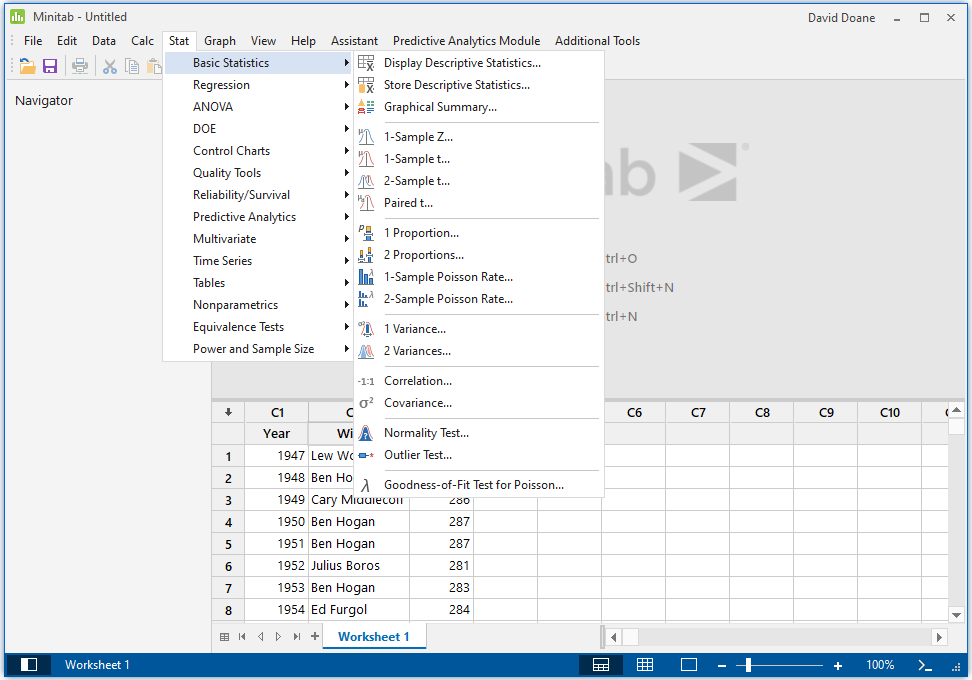 Minitab - Untitled
David Doane
File Edit Data Calc Stat Graph View Help Assistant Predictive Analytics Module Additional Tools
Navigator
Basic Statistics
Regression
ANOVA
DOE
Control Charts
Quality Tools
Reliability/Survival
Predictive Analytics
Multivariate
Time Series
Tables
Nonparametrics
Equivalence Tests
Power and Sample Size
Display Descriptive Statistics...
Store Descriptive Statistics...
Graphical Summary...
1-Sample Z...
1-Sample t...
2-Sample t...
Paired t...
1 Proportion...
2 Proportions...
1-Sample Poisson Rate...
2-Sample Poisson Rate...
1 Variance...
2 Variances...
-1:1 Correlation...
σ² Covariance...
Normality Test...
Outlier Test...
λ Goodness-of-Fit Test for Poisson...
ab
trl+O
trl+Shift+N
trl+N
C1 C C6 C7 C8 C9 C10
Year Wi
1 1947 Lew Wo
2 1948 Ben Ho
3 1949 Cary Middlecoff 286
4 1950 Ben Hogan 287
5 1951 Ben Hogan 287
6 1952 Julius Boros 281
7 1953 Ben Hogan 283
8 1954 Ed Furgol 284
Worksheet 1
Worksheet 1
100%